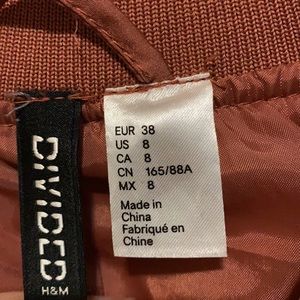 DIVIDED
H&M
EUR 38
US 8
CA 8
CN 165/88A
MX 8
Made in
China
Fabriqué en
Chine